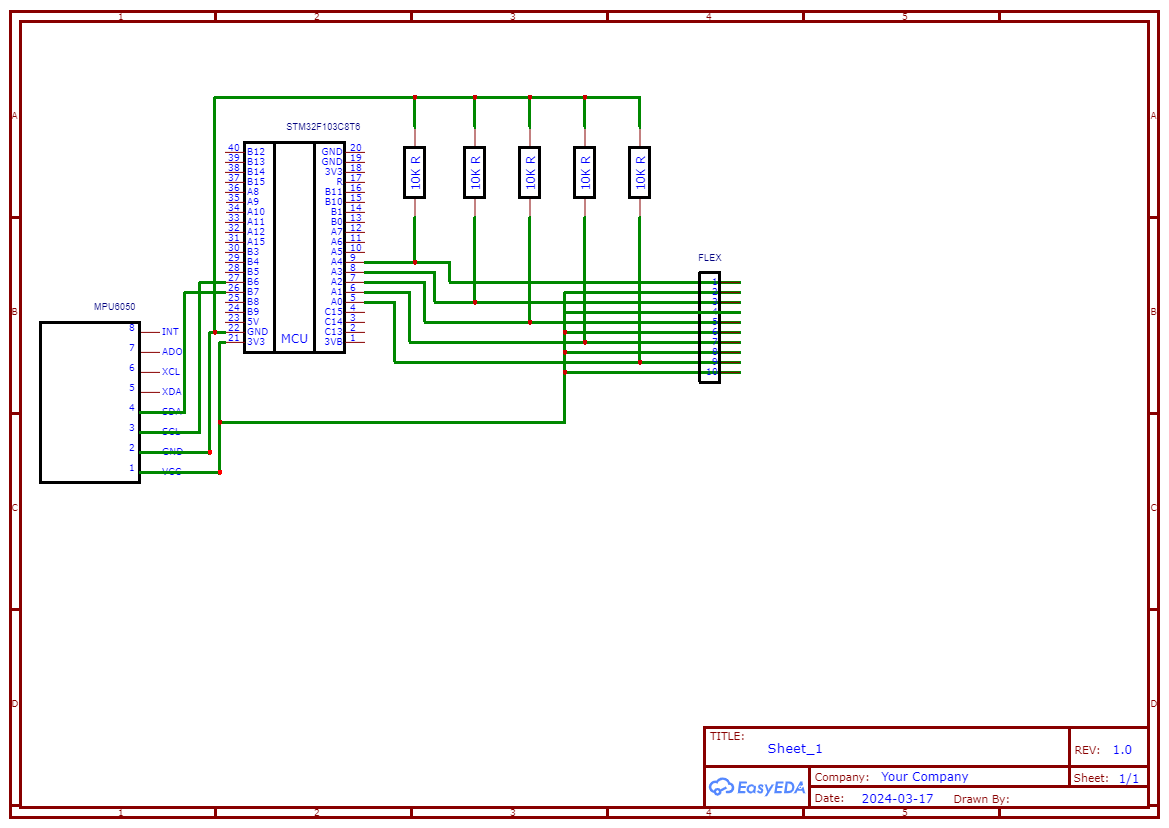 1 2 3 4 5
A A
STM32F103C8T6
40 B12 GND 20
39 B13 GND 19
38 B14 3V3 18
37 B15 R 17
36 A8 B11 16
35 A9 B10 15
34 A10 B1 14
33 A11 B0 13
32 A12 A7 12
31 A15 A6 11
30 B3 A5 10
29 B4 A4 9
28 B5 A3 8
27 B6 A2 7
26 B7 A1 6
25 B8 A0 5
24 B9 C15 4
23 5V C14 3
22 GND C13 2
21 3V3 3VB 1
MCU
10K R
10K R
10K R
10K R
10K R
FLEX
1
2
3
4
5
6
7
8
9
10
B B
MPU6050
8 INT
7 ADO
6 XCL
5 XDA
4 SDA
3 SCL
2 GND
1 VCC
C C
D D
TITLE:
Sheet_1
REV: 1.0
EasyEDA
Company: Your Company
Sheet: 1/1
Date: 2024-03-17 Drawn By:
1 2 3 4 5